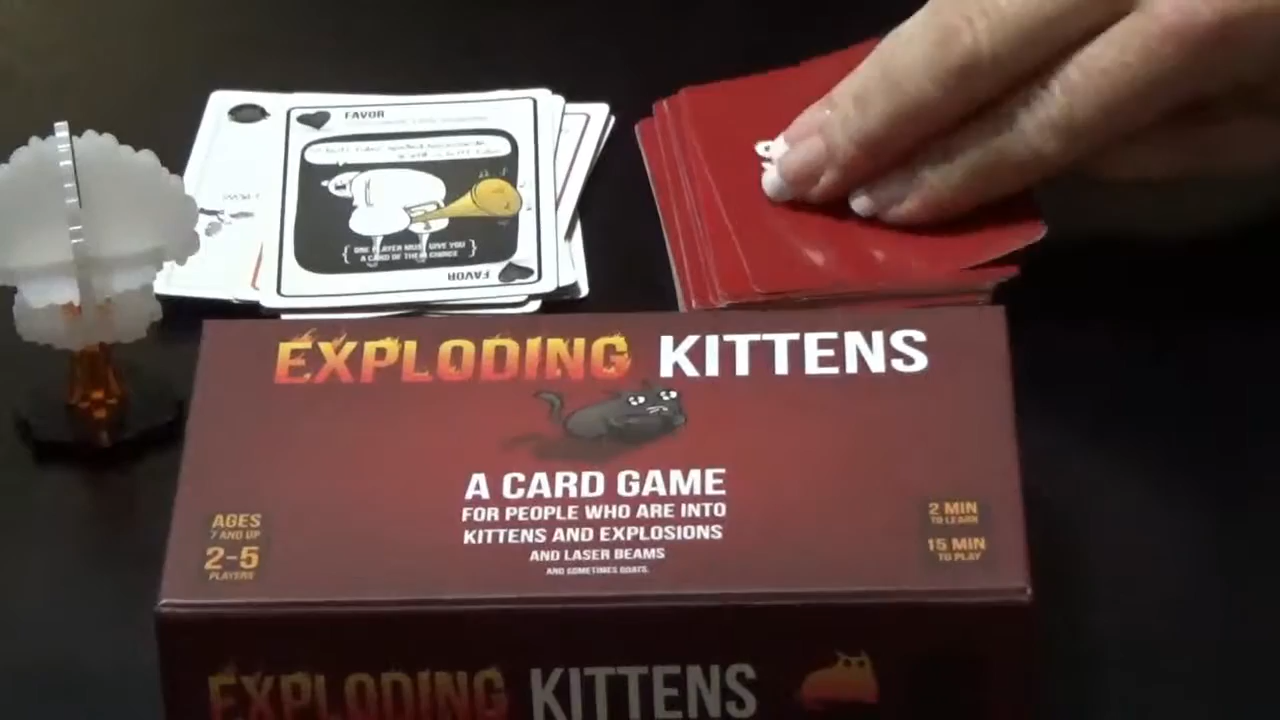 FAVOR
ONE PLAYER MUST GIVE YOU
A CARD OF THEIR CHOICE
FAVOR
EXPLODING KITTENS
A CARD GAME
FOR PEOPLE WHO ARE INTO
KITTENS AND EXPLOSIONS
AND LASER BEAMS
AND SOMETIMES GOATS.
AGES
7 AND UP
2-5
PLAYERS
2 MIN
TO LEARN
15 MIN
TO PLAY
EXPLODING KITTENS